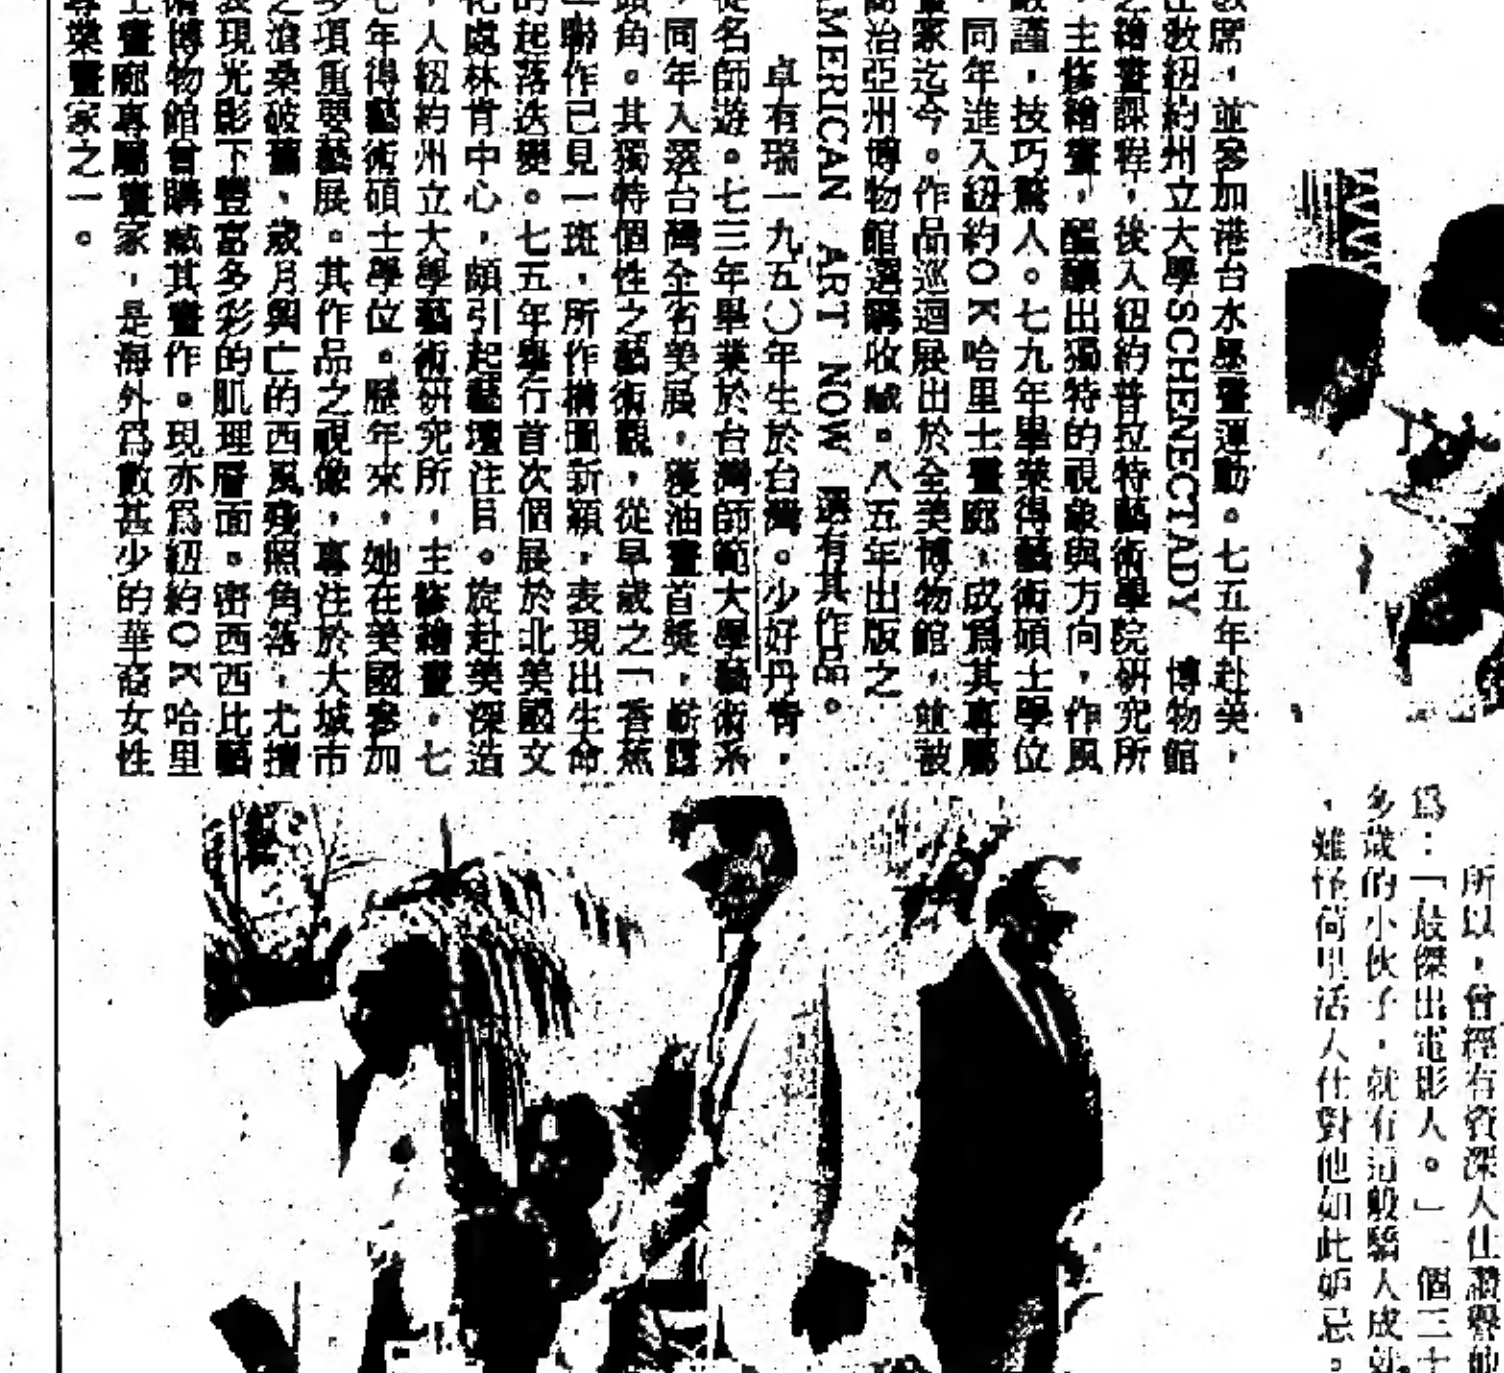 教席，並參加港台水墨畫運動。七五年赴美，
任教紐約州立大學SCHENECTADY 博物館
之繪畫課程，後入紐約普拉特藝術學院研究所
，主修繪畫，醞釀出獨特的視象與方向，作風
嚴謹，技巧驚人。七九年畢業得藝術碩士學位
，同年進入紐約OK哈里士畫廊，成爲其專屬
畫家迄今。作品巡迴展出於全美博物館，並被
喬治亞州博物館選購收藏。八五年出版之
AMERICAN ART NOW 既有其作品。
卓有瑞一九五〇年生於台灣。少好丹青，
從名師遊。七三年畢業於台灣師範大學藝術系
，同年入選台灣全省美展，獲油畫首獎，嶄露
頭角。其獨特個性之藝術觀，從早歲之「香蕉
聯作已見一斑，所作構圖新穎，表現出生命
的起落迭變。七五年舉行首次個展於北美國文
化處林肯中心，頗引起藝壇注目。旋赴美深造
，人紐約州立大學藝術研究所，主修繪畫，七
七年得藝術碩士學位。歷年來，她在美國參加
多項重要藝展。其作品之視像，專注於大城市
之滄桑破舊、歲月興亡的西風殘照角落，尤擅
表現光影下豐富多彩的肌理層面。密西西比藝
術博物館曾購藏其畫作。現亦爲紐約OK哈里
士畫廊專屬畫家，是海外爲數甚少的華裔女性
專業畫家之一。
所以，曾經有資深人仕讚譽他
爲：「最傑出電影人。」一個二十
多歲的小伙子，就有這般驕人成就
，難怪荷里活人仕對他如此妒忌。